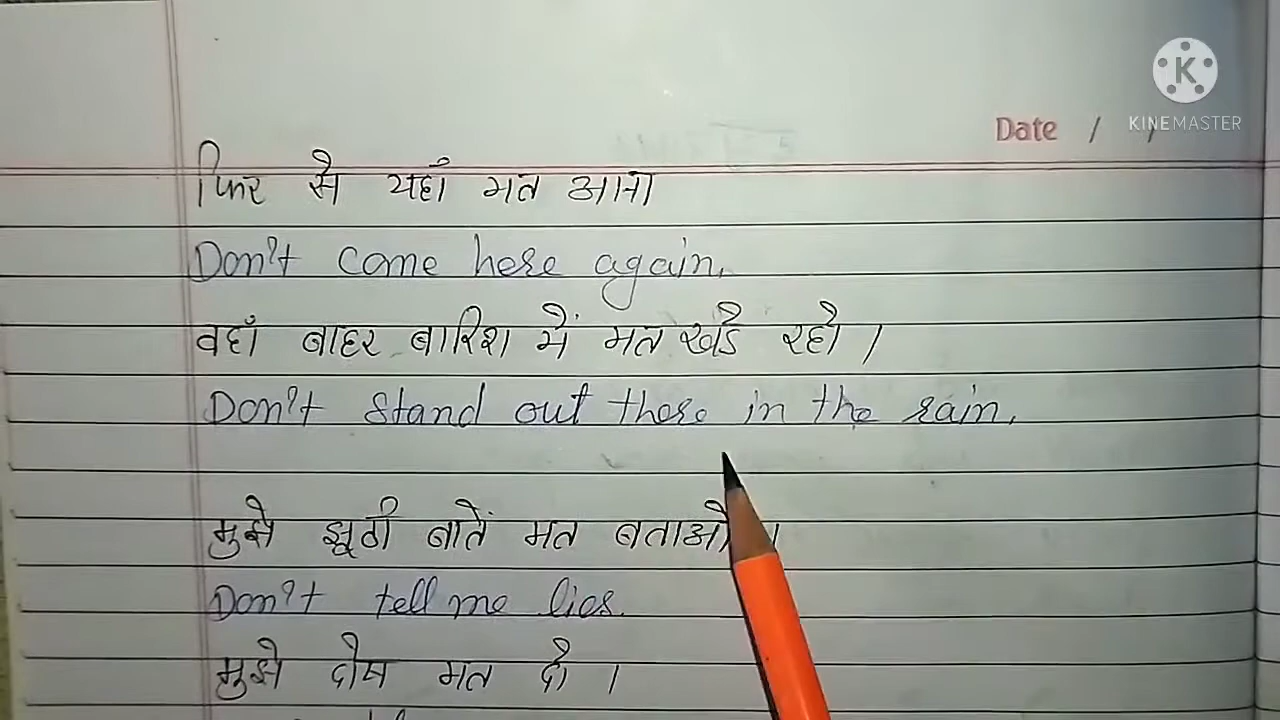 Date / /
KINEMASTER
फिर से यहाँ मत आना
Don't come here again.
वहाँ बाहर बारिश में मत खडे रहो ।
Don't stand out there in the rain.
मुझे झूठी बातें मत बताओ ।
Don't tell me lies.
मुझे दोष मत दो ।